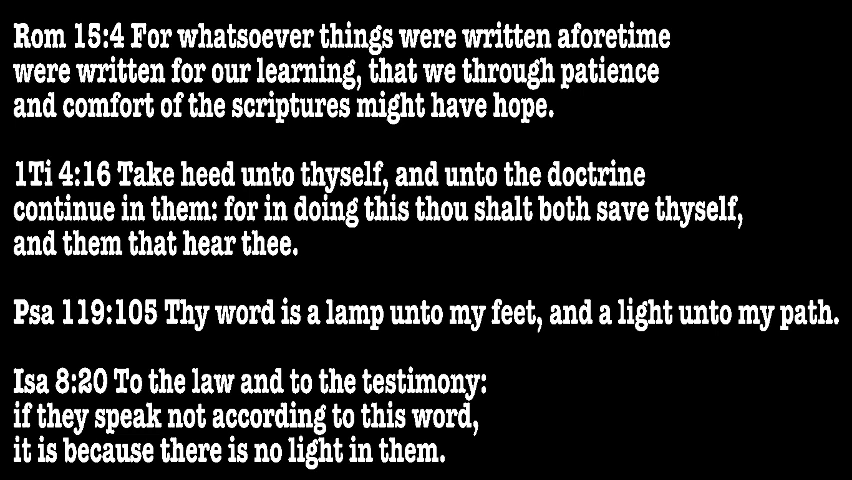 Rom 15:4 For whatsoever things were written aforetime
were written for our learning, that we through patience
and comfort of the scriptures might have hope.
1Ti 4:16 Take heed unto thyself, and unto the doctrine
continue in them: for in doing this thou shalt both save thyself,
and them that hear thee.
Psa 119:105 Thy word is a lamp unto my feet, and a light unto my path.
Isa 8:20 To the law and to the testimony:
if they speak not according to this word,
it is because there is no light in them.